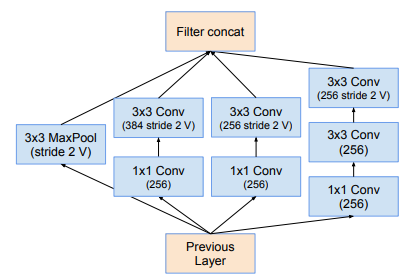 Filter concat
3x3 Conv
(256 stride 2 V)
3x3 Conv
(384 stride 2 V)
3x3 Conv
(256 stride 2 V)
3x3 MaxPool
(stride 2 V)
3x3 Conv
(256)
1x1 Conv
(256)
1x1 Conv
(256)
1x1 Conv
(256)
Previous
Layer